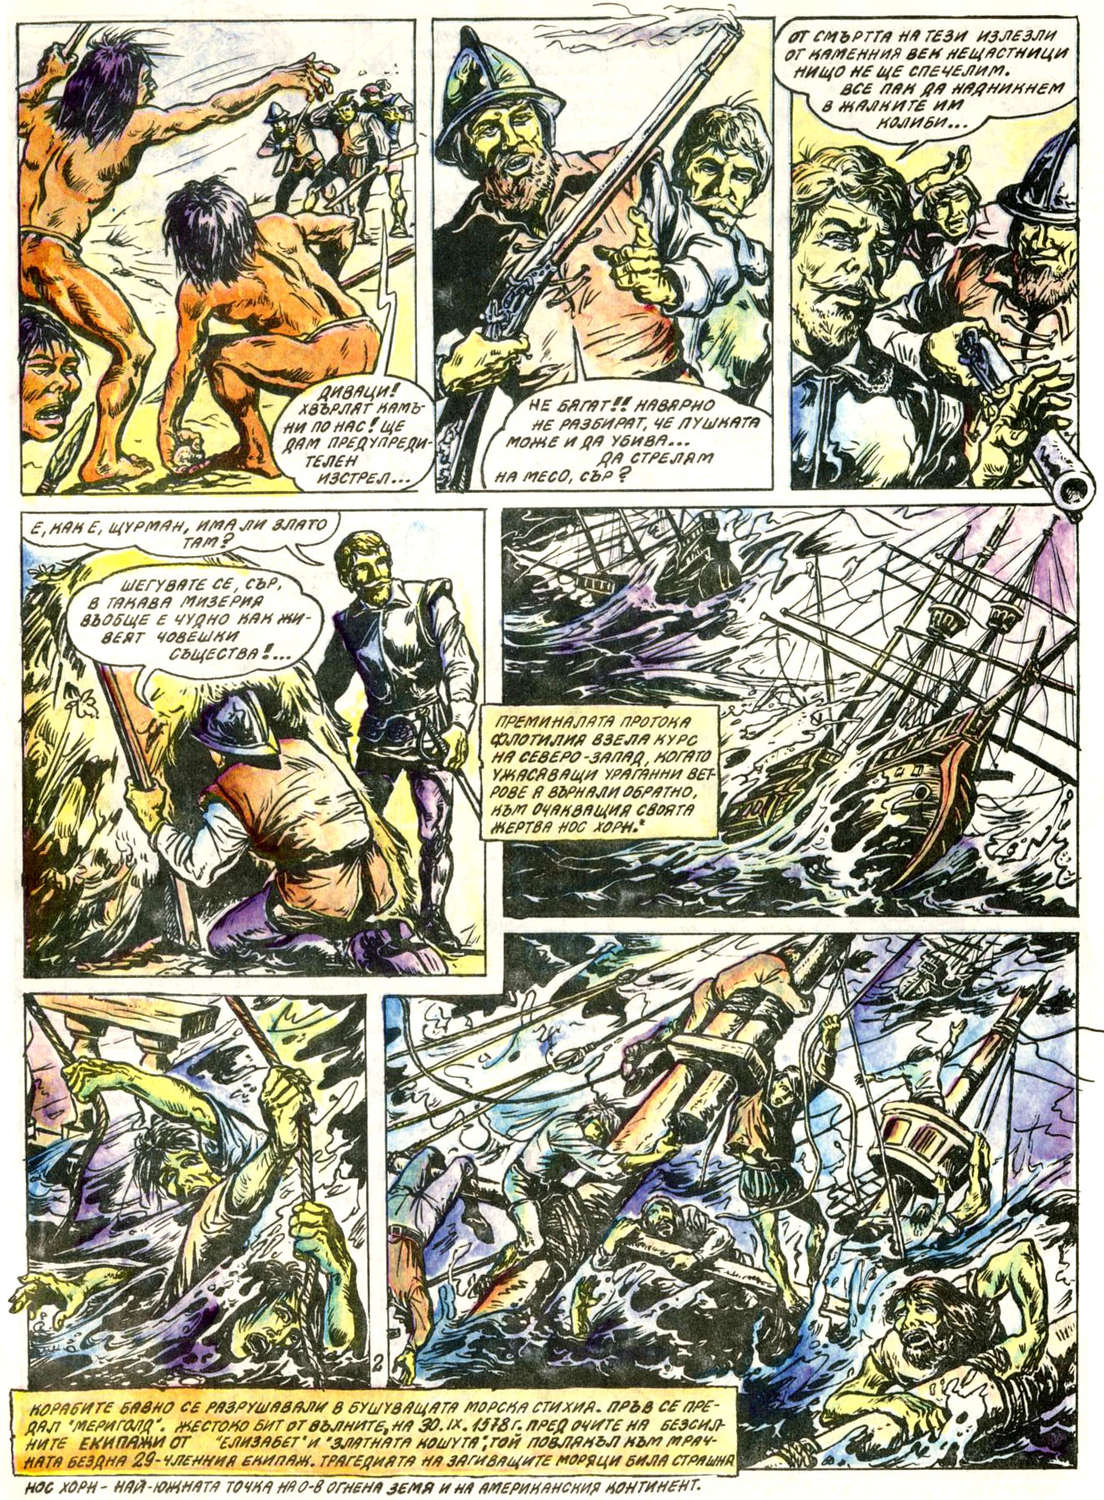 ДИВАЦИ!
ХВЪРЛЯТ КАМЪ-
НИ ПО НАС! ЩЕ
ДАМ ПРЕДУПРЕДИ-
ТЕЛЕН
ИЗСТРЕЛ...
НЕ БЯГАТ!! НАВЯРНО
НЕ РАЗБИРАТ, ЧЕ ПУШКАТА
МОЖЕ И ДА УБИВА...
ДА СТРЕЛЯМ
НА МЕСО, СЪР?
ОТ СМЪРТТА НА ТЕЗИ ИЗЛЕЗЛИ
ОТ КАМЕННИЯ ВЕК НЕЩАСТНИЦИ
НИЩО НЕ ЩЕ СПЕЧЕЛИМ.
ВСЕ ПАК ДА НАДНИКНЕМ
В ЖАЛКИТЕ ИМ
КОЛИБИ...
Е, КАК Е, ЩУРМАН, ИМА ЛИ ЗЛАТО
ТАМ?
ШЕГУВАТЕ СЕ, СЪР,
В ТАКАВА МИЗЕРИЯ
ВЪОБЩЕ Е ЧУДНО КАК ЖИ-
ВЕЯТ ЧОВЕШКИ
СЪЩЕСТВА!...
ПРЕМИНАЛАТА ПРОТОКА
ФЛОТИЛИЯ ВЗЕЛА КУРС
НА СЕВЕРО-ЗАПАД, КОГАТО
УЖАСЯВАЩИ УРАГАННИ ВЕТ-
РОВЕ Я ВЪРНАЛИ ОБРАТНО,
КЪМ ОЧАКВАЩИЯ СВОЯТА
ЖЕРТВА НОС ХОРН.*
2
КОРАБИТЕ БАВНО СЕ РАЗРУШАВАЛИ В БУШУВАЩАТА МОРСКА СТИХИЯ. ПРЪВ СЕ ПРЕ-
ДАЛ "МЕРИГОЛД". ЖЕСТОКО БИТ ОТ ВЪЛНИТЕ, НА 30.IX.1578 Г. ПРЕД ОЧИТЕ НА БЕЗСИЛ-
НИТЕ ЕКИПАЖИ ОТ "ЕЛИЗАБЕТ" И "ЗЛАТНАТА КОШУТА", ТОЙ ПОВЛЯКЪЛ КЪМ МРАЧ-
НАТА БЕЗДНА 29-ЧЛЕННИЯ ЕКИПАЖ. ТРАГЕДИЯТА НА ЗАГИВАЩИТЕ МОРЯЦИ БИЛА СТРАШНА
НОС ХОРН - НАЙ-ЮЖНАТА ТОЧКА НА О-В ОГНЕНА ЗЕМЯ И НА АМЕРИКАНСКИЯ КОНТИНЕНТ.